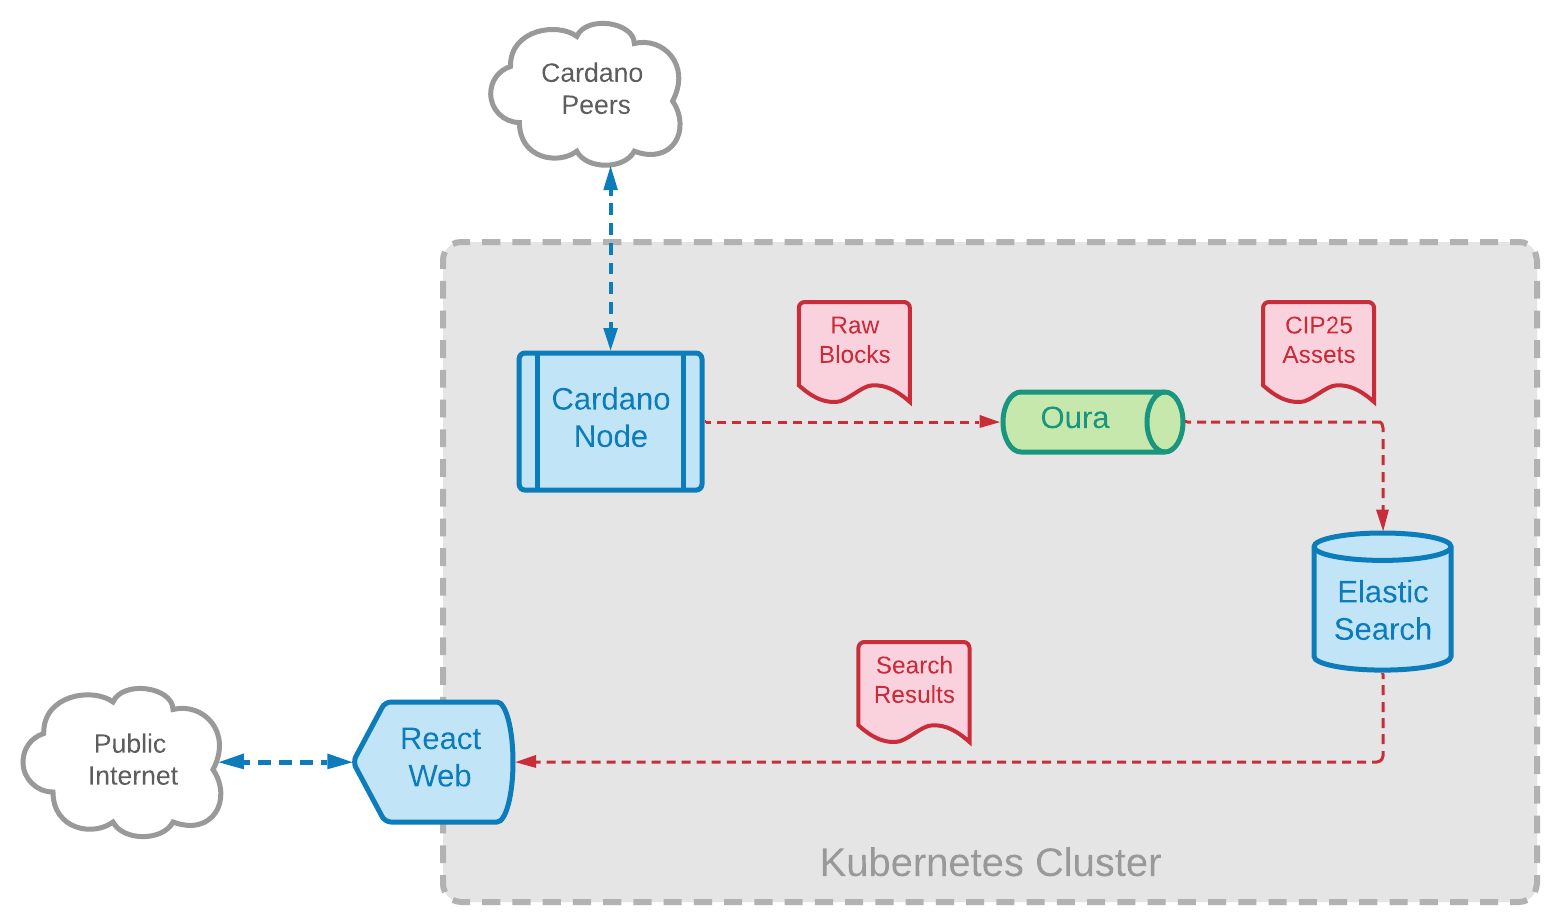 Cardano
Peers
Raw
Blocks
CIP25
Assets
Cardano
Node
Oura
Elastic
Search
Search
Results
React
Web
Public
Internet
Kubernetes Cluster